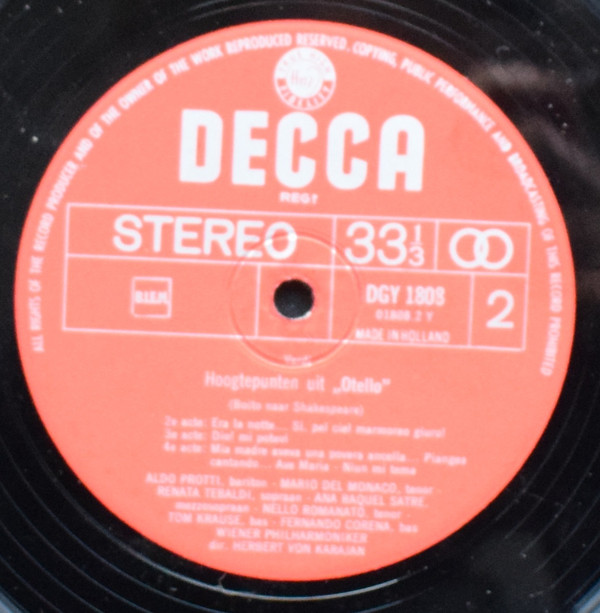 ALL RIGHTS OF THE RECORD PRODUCER AND OF THE OWNER OF THE WORK REPRODUCED RESERVED. COPYING, PUBLIC PERFORMANCE AND BROADCASTING OF THIS RECORD PROHIBITED
DECCA
REGT
STEREO
33 1/3
B.I.E.M.
DGY 1808
01808 2 Y
2
MADE IN HOLLAND
Verdi
Hoogtepunten uit „Otello”
(Boito naar Shakespeare)
2e acte: Era la notte... Si, pel ciel marmoreo giuro!
3e acte: Dio! mi potevi
4e acte: Mia madre aveva una povera ancella... Piangea
cantando... Ave Maria - Niun mi tema
ALDO PROTTI, bariton - MARIO DEL MONACO, tenor -
RENATA TEBALDI, sopraan - ANA RAQUEL SATRE,
mezzosopraan - NELLO ROMANATO, tenor -
TOM KRAUSE, bas - FERNANDO CORENA, bas
WIENER PHILHARMONIKER
dir. HERBERT VON KARAJAN